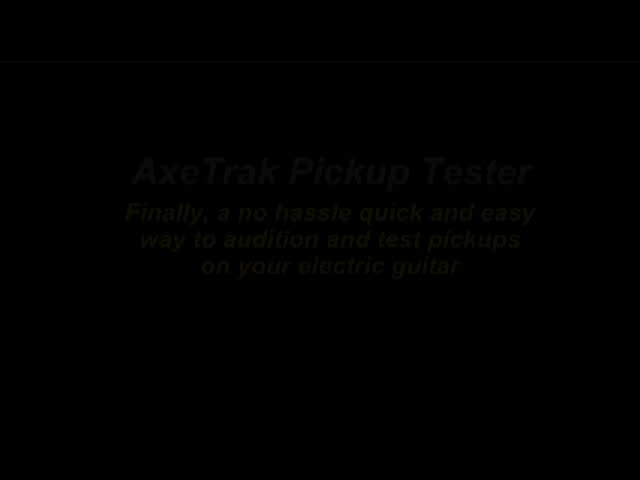 AxeTrak Pickup Tester
Finally, a no hassle quick and easy
way to audition and test pickups
on your electric guitar